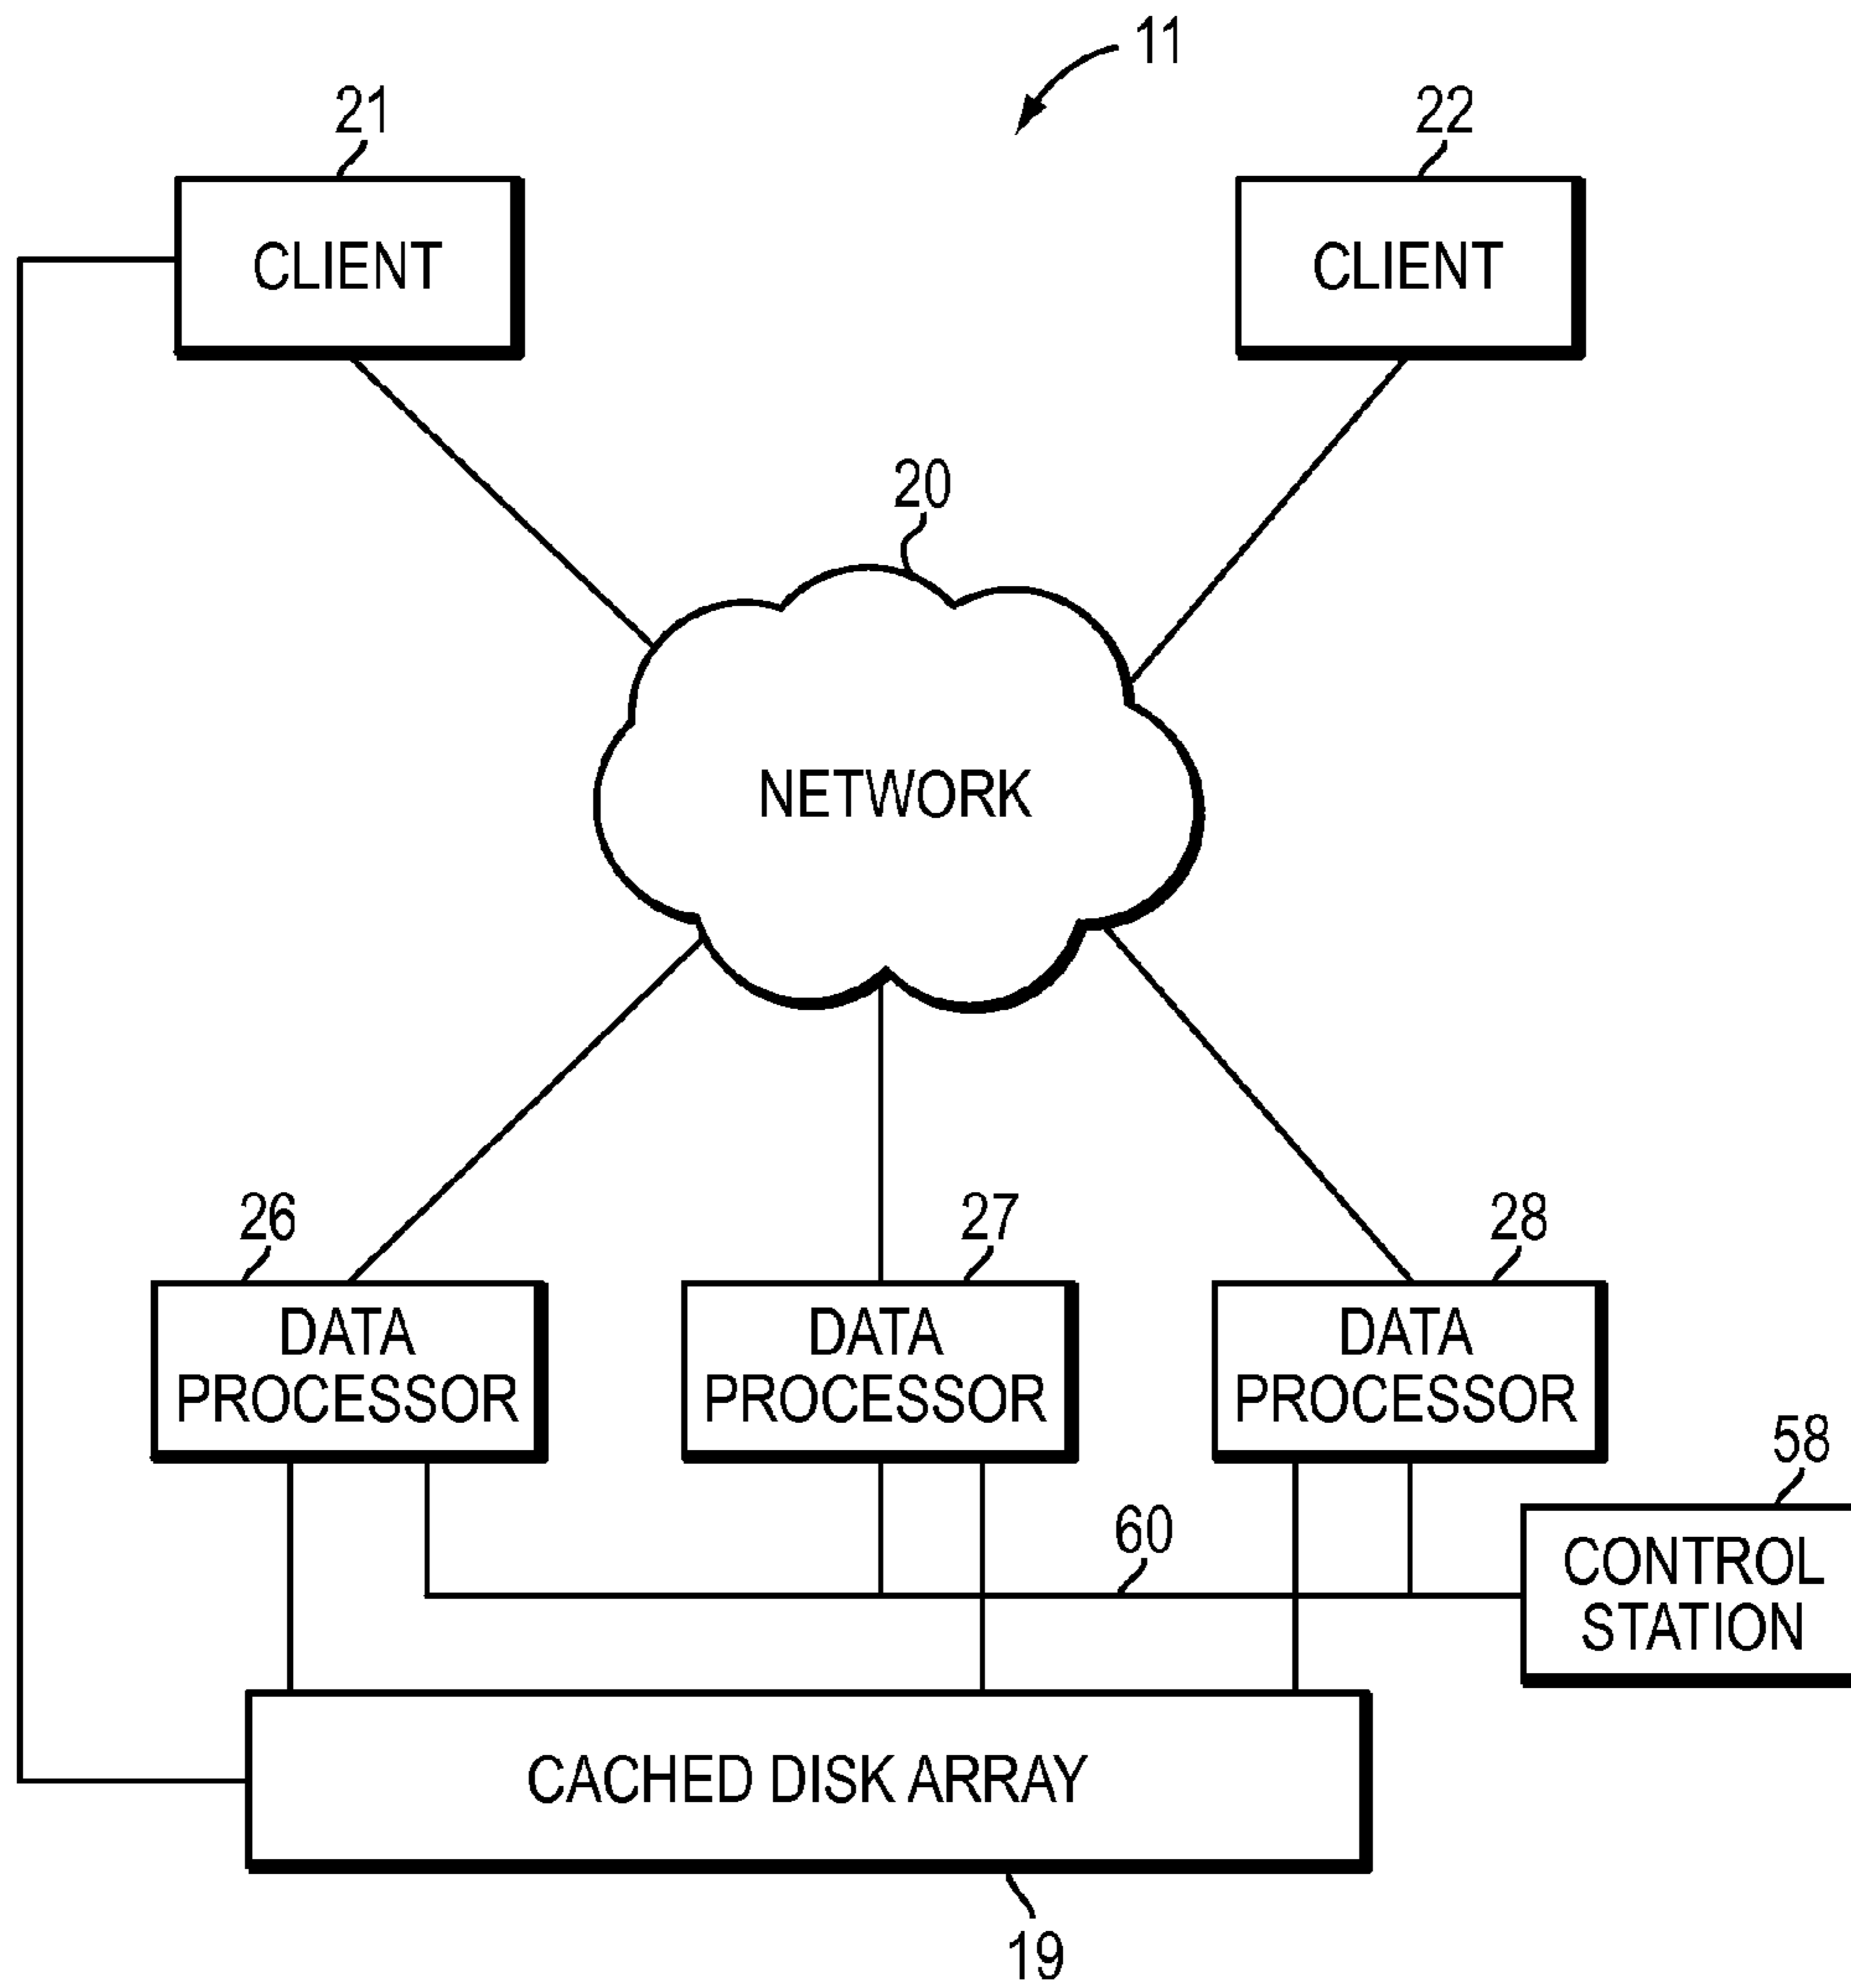 11
21
22
CLIENT
CLIENT
20
NETWORK
26
27
28
DATA
PROCESSOR
DATA
PROCESSOR
DATA
PROCESSOR
58
60
CONTROL
STATION
CACHED DISK ARRAY
19